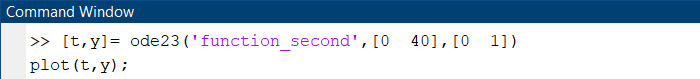 Command Window
>> [t,y]= ode23('function_second',[0  40],[0  1])
plot(t,y);